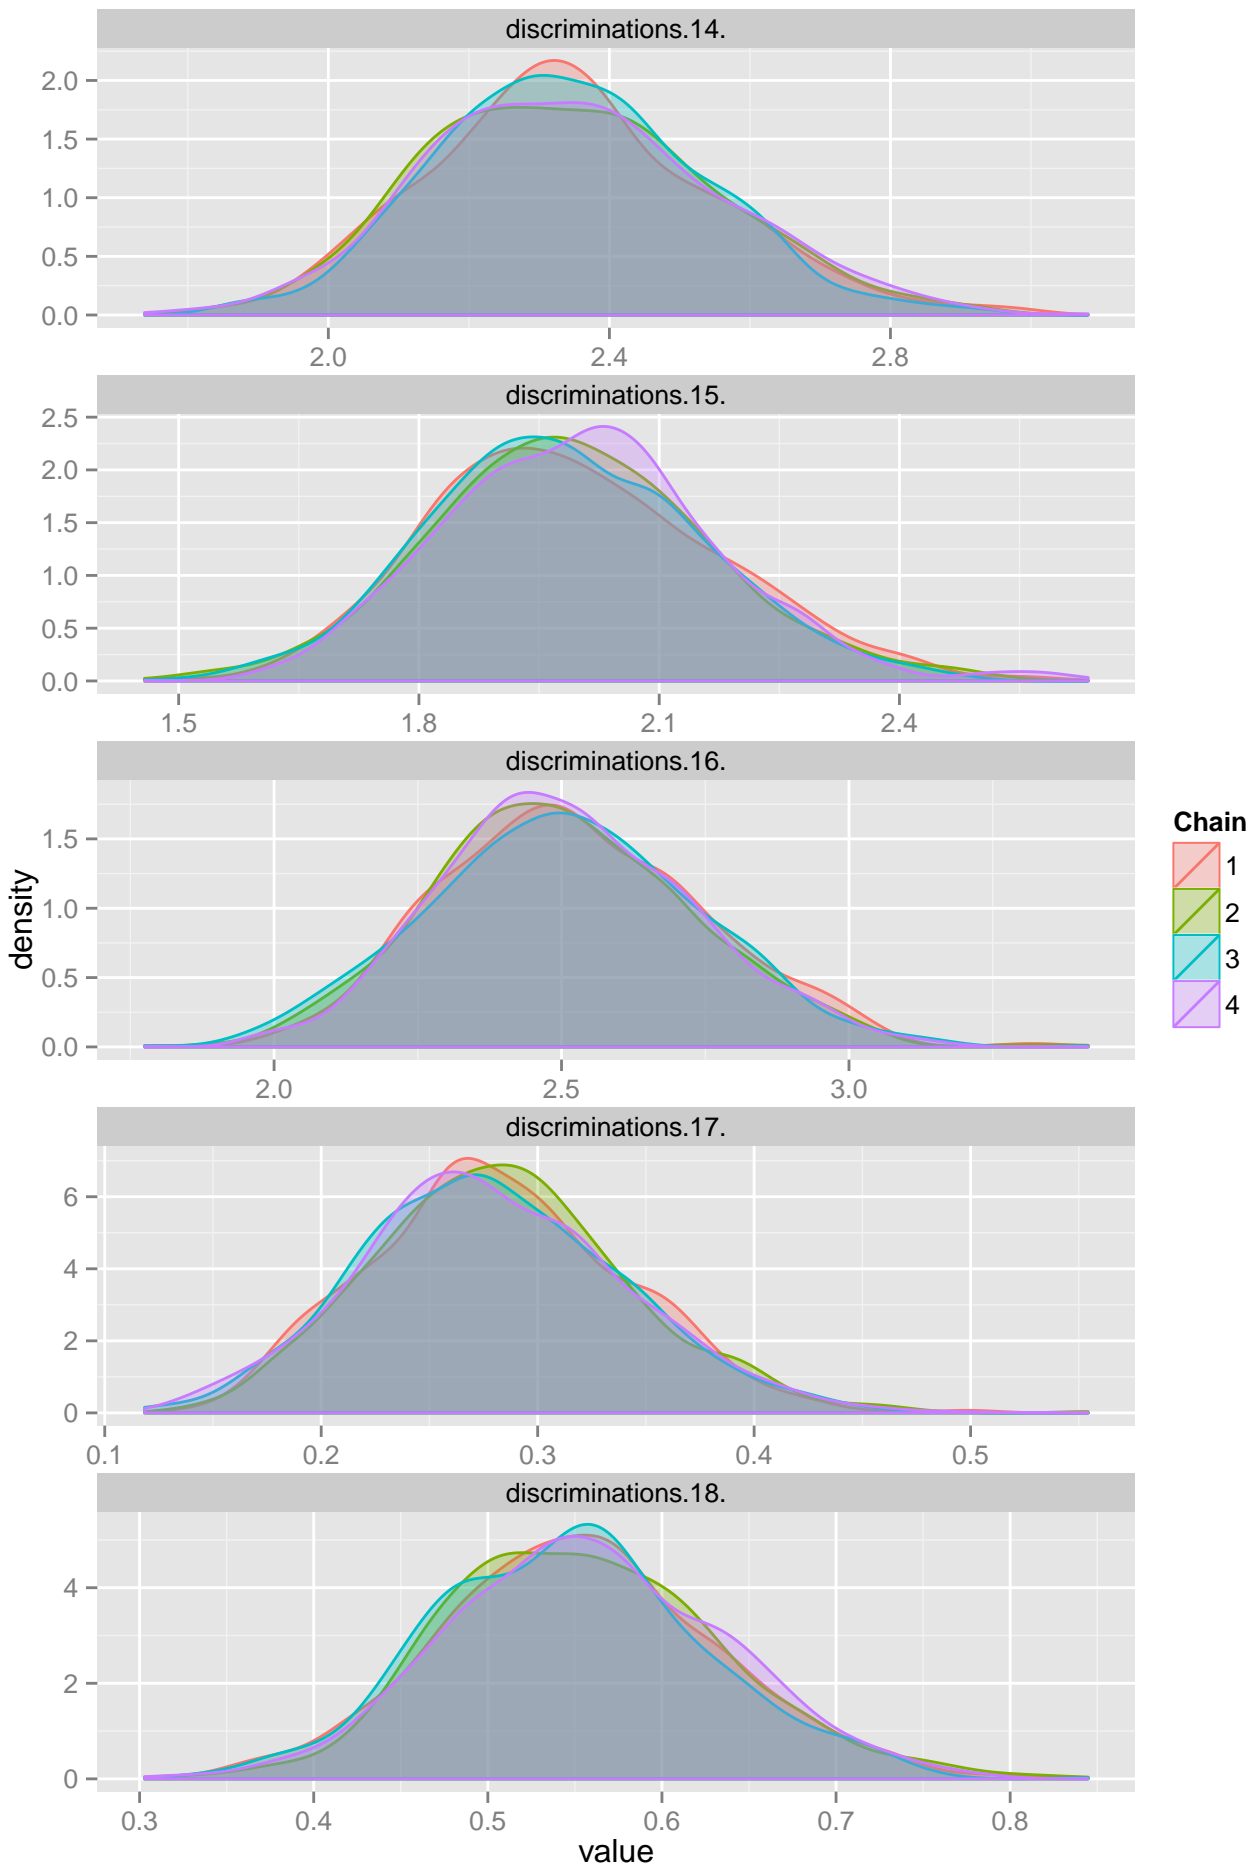 discriminations.14.
2.0
1.5
1.0
0.5
0.0
2.0 2.4 2.8
discriminations.15.
2.5
2.0
1.5
1.0
0.5
0.0
1.5 1.8 2.1 2.4
discriminations.16.
1.5
1.0
0.5
0.0
2.0 2.5 3.0
density
Chain
1
2
3
4
discriminations.17.
6
4
2
0
0.1 0.2 0.3 0.4 0.5
discriminations.18.
4
2
0
0.3 0.4 0.5 0.6 0.7 0.8
value